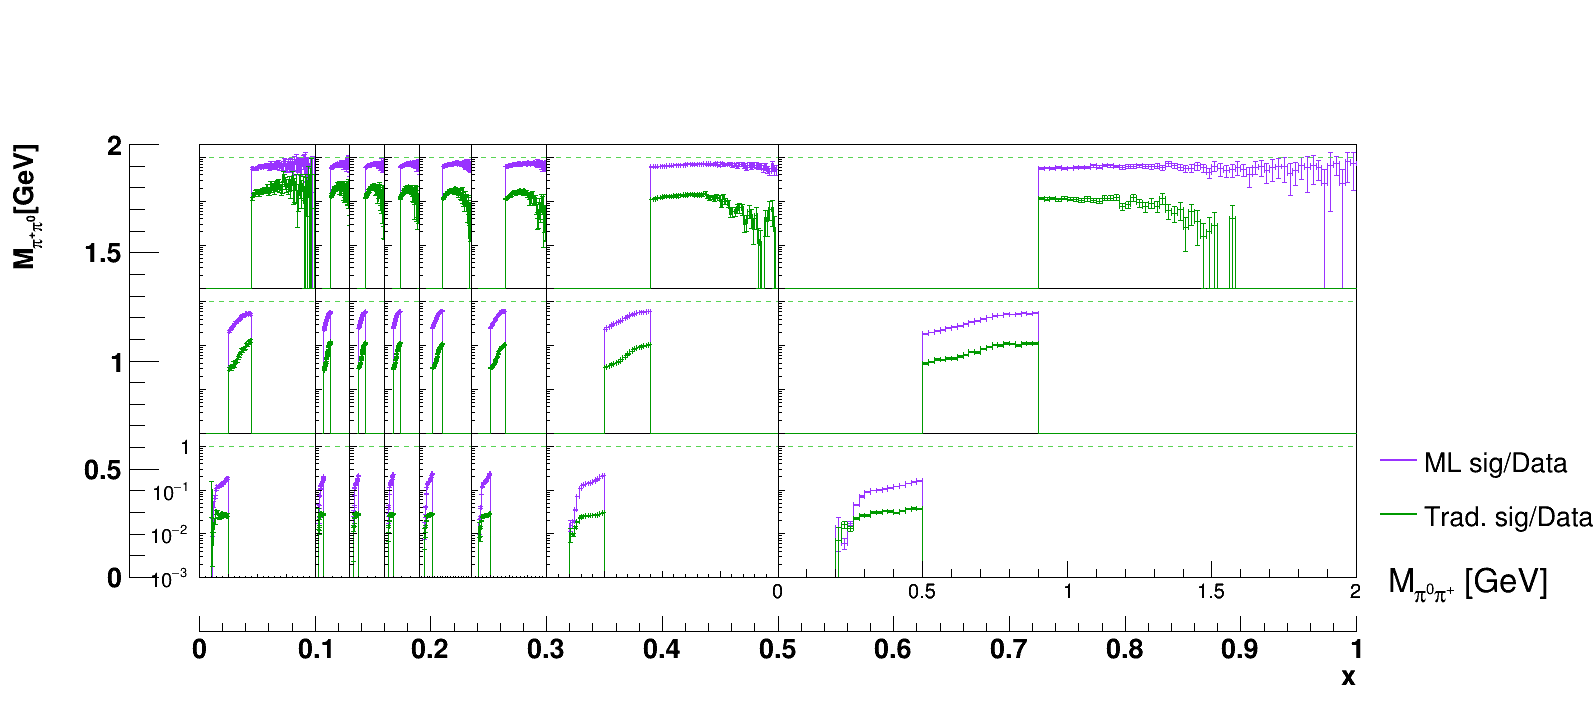 M_{π⁺π⁰}[GeV]
2
1.5
1
0.5
0
1
10⁻¹
10⁻²
10⁻³
ML sig/Data
Trad. sig/Data
0 0.5 1 1.5 2
M_{π⁰π⁺} [GeV]
0 0.1 0.2 0.3 0.4 0.5 0.6 0.7 0.8 0.9 1
x